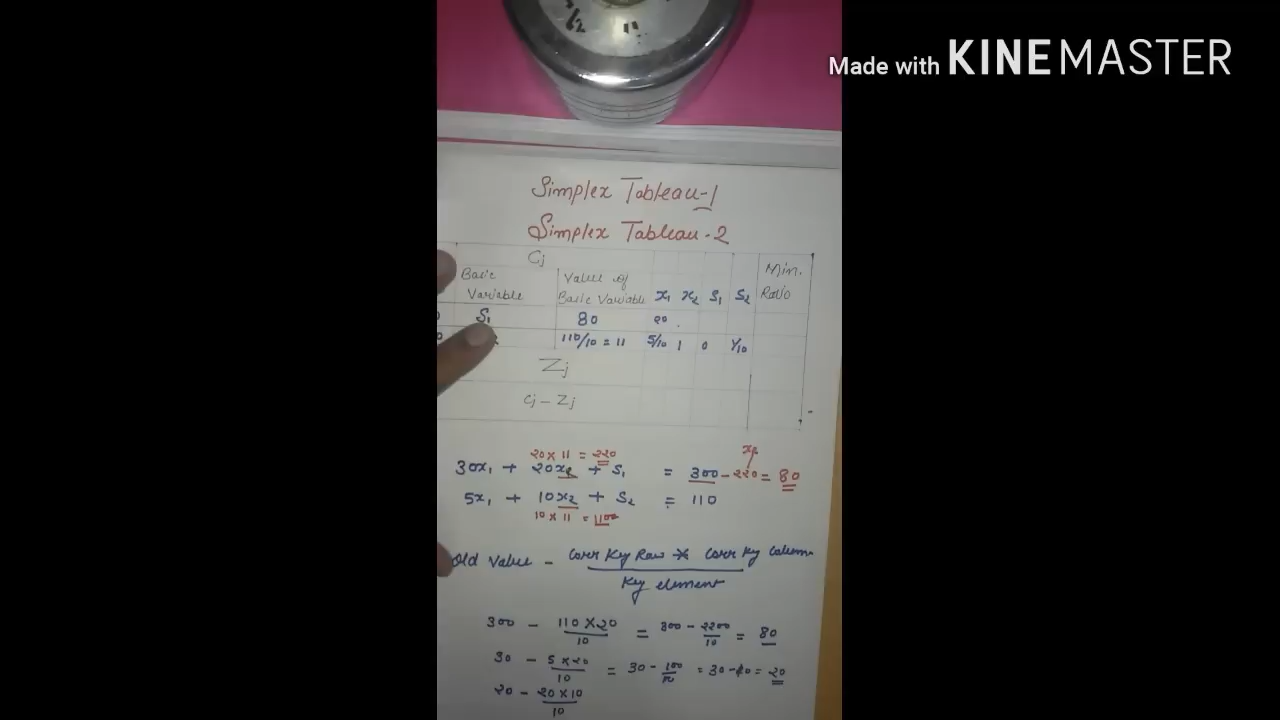 Made with KINEMASTER
Simplex Tableau-1
Simplex Tableau-2
Cj
Basic Variable Value of Basic Variable x1 x2 S1 S2 Min. Ratio
S1 80 20
110/10 = 11 5/10 1 0 1/10
Zj
Cj - Zj
20 x 11 = 220
30x1 + 20x2 + S1 = 300 - 220 = 80
5x1 + 10x2 + S2 = 110
10 x 11 = 110
Old Value - Corr Key Row * Corr Key Column
Key element
300 - 110 X 20 / 10 = 300 - 2200 / 10 = 80
30 - 5 x 20 / 10 = 30 - 100 / 10 = 30 - 10 = 20
20 - 20 x 10 / 10